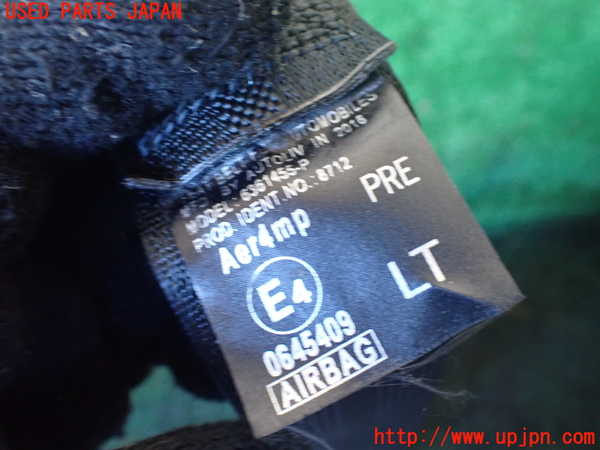 USED PARTS JAPAN
AUTOMOBILES
BY AUTOLIV IN 2016
MODEL:
PROD. IDENT. NO.: 8712
Aer4mp
PRE
E4
LT
0645409
AIRBAG
http://www.upjpn.com/